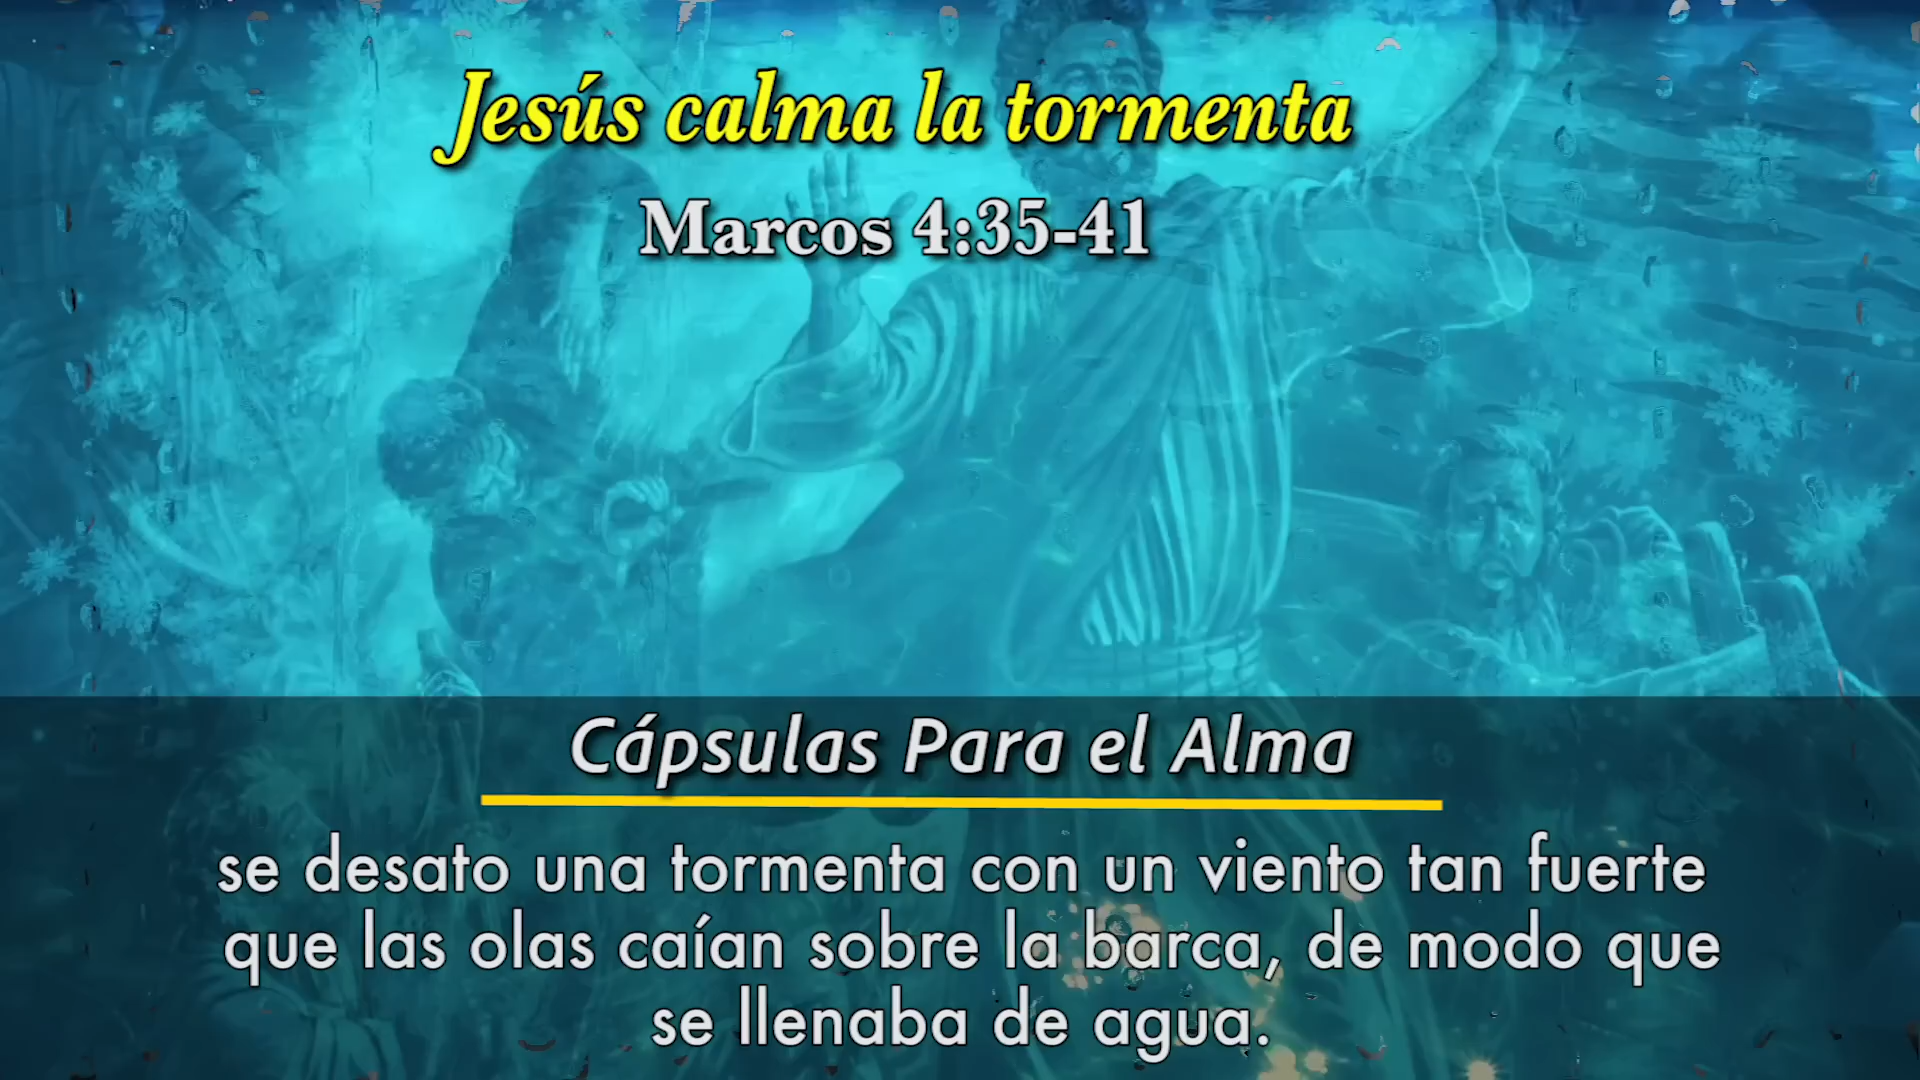 Jesús calma la tormenta
Marcos 4:35-41
Cápsulas Para el Alma
se desato una tormenta con un viento tan fuerte
que las olas caían sobre la barca, de modo que
se llenaba de agua.